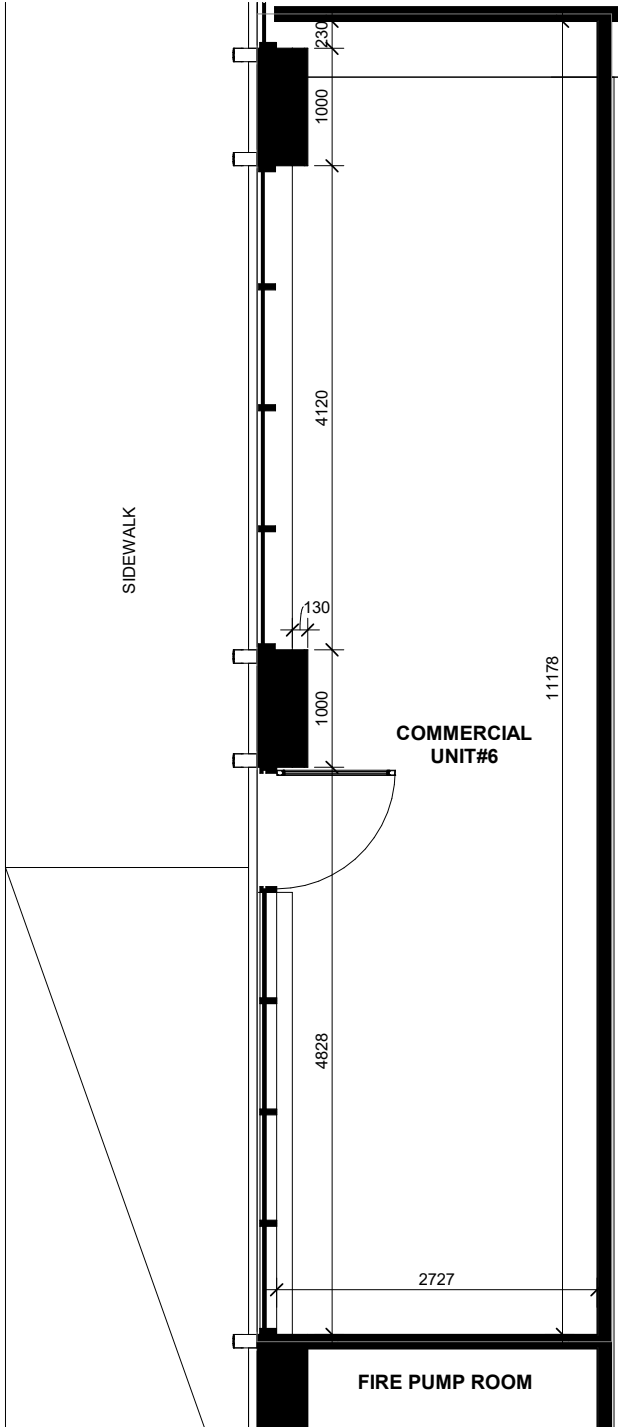 230
1000
4120
SIDEWALK
130
1000
11178
COMMERCIAL
UNIT#6
4828
2727
FIRE PUMP ROOM